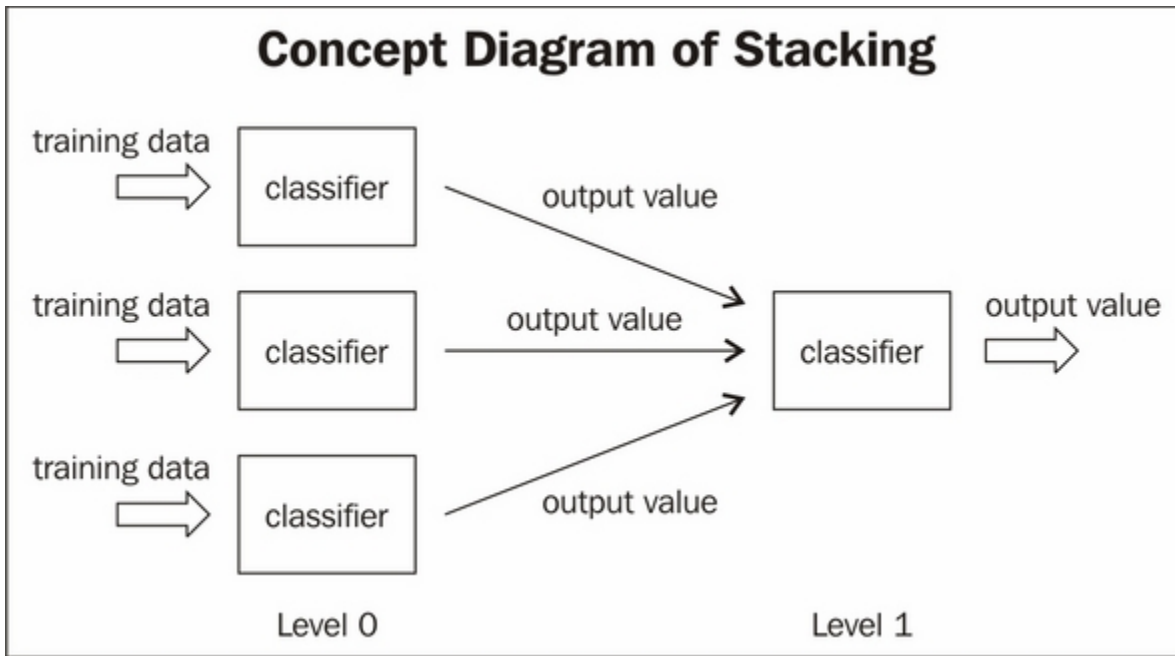 Concept Diagram of Stacking
training data
classifier
output value
training data
classifier
output value
classifier
output value
training data
classifier
output value
Level 0
Level 1